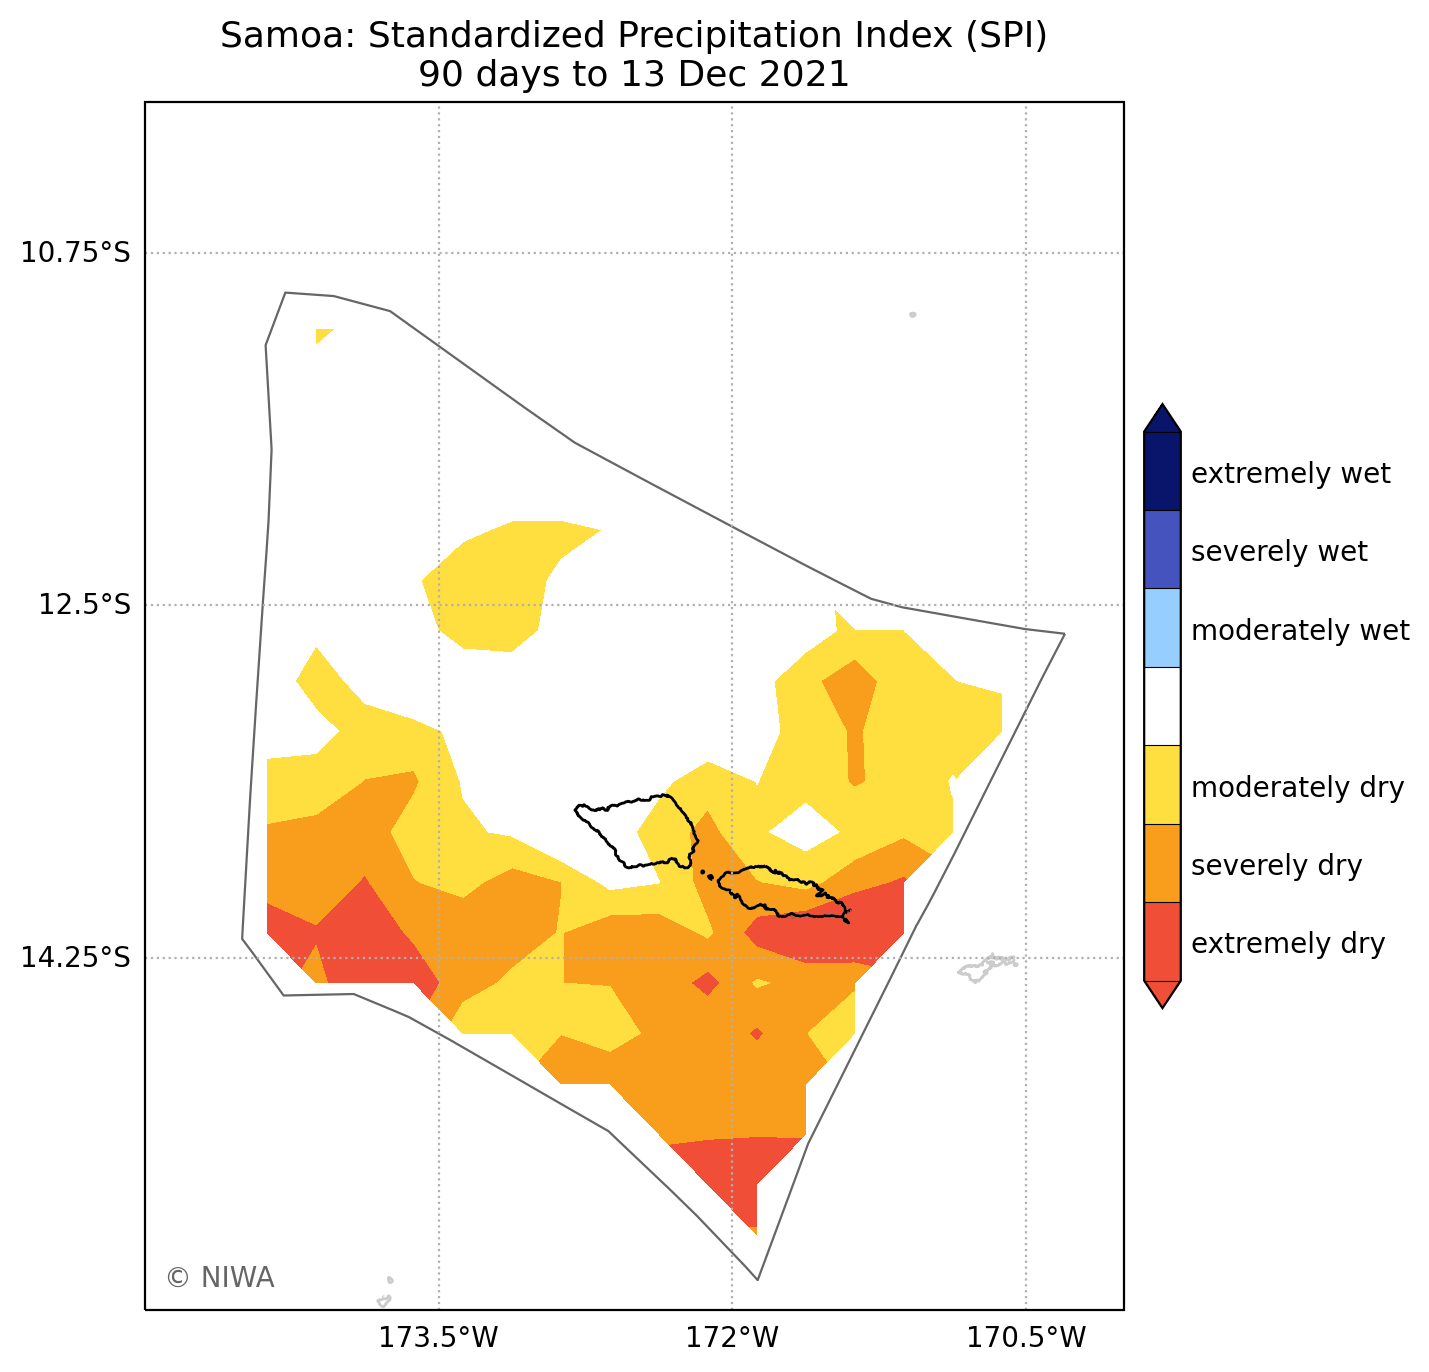 Samoa: Standardized Precipitation Index (SPI)
90 days to 13 Dec 2021
10.75°S
12.5°S
14.25°S
173.5°W
172°W
170.5°W
extremely wet
severely wet
moderately wet
moderately dry
severely dry
extremely dry
© NIWA